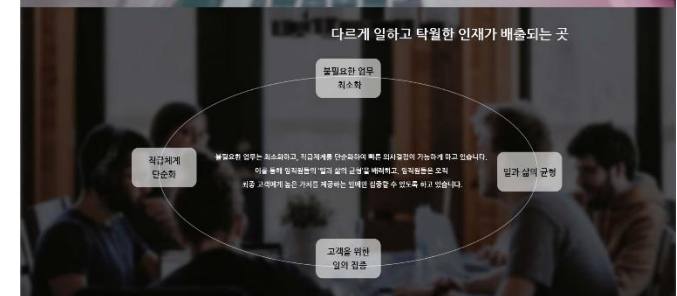 다르게 일하고 탁월한 인재가 배출되는 곳
불필요한 업무
최소화
직급체계
단순화
불필요한 업무는 최소화하고, 직급체계를 단순화하여 빠른 의사결정이 가능하게 하고 있습니다.
이를 통해 임직원들의 '일과 삶의 균형'을 배려하고, 임직원들은 오직
최종 고객에게 높은 가치를 제공하는 일에만 집중할 수 있도록 하고 있습니다.
일과 삶의 균형
고객을 위한
일의 집중